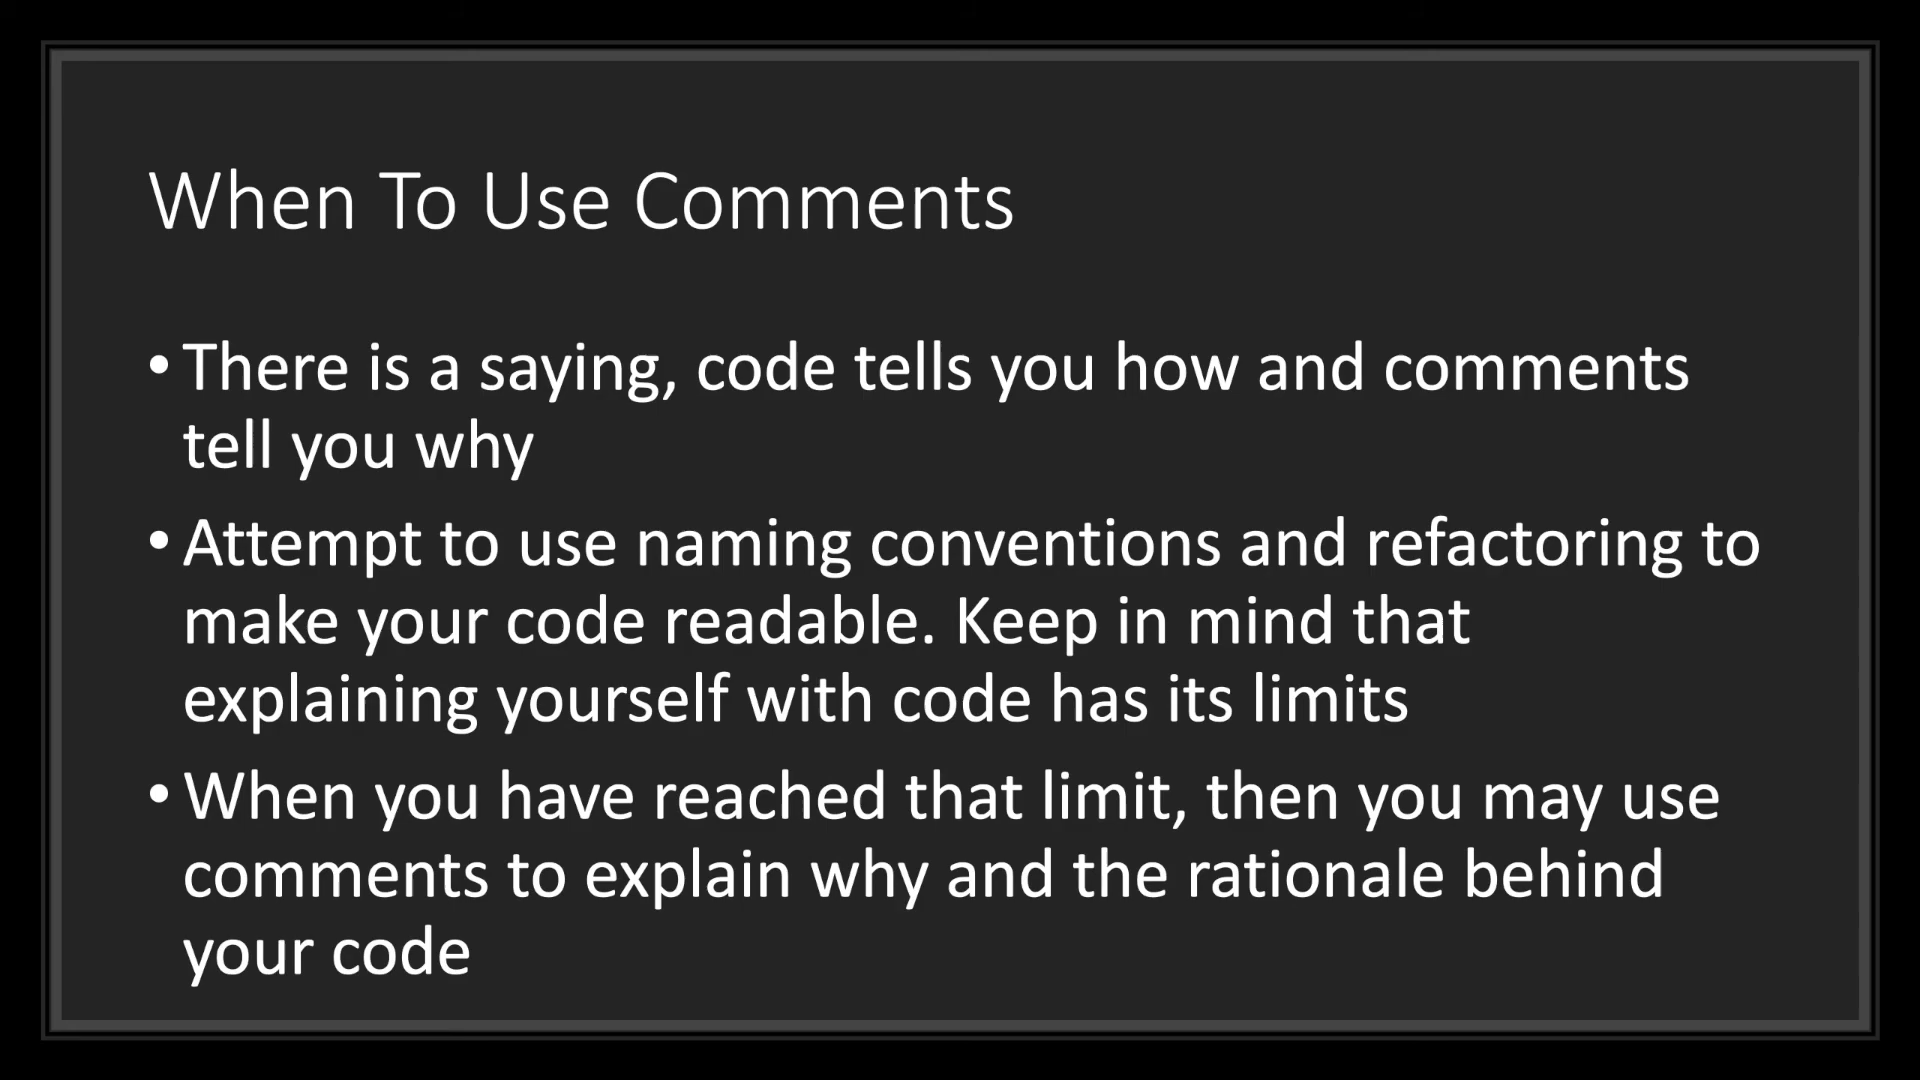 When To Use Comments
• There is a saying, code tells you how and comments
tell you why
• Attempt to use naming conventions and refactoring to
make your code readable. Keep in mind that
explaining yourself with code has its limits
• When you have reached that limit, then you may use
comments to explain why and the rationale behind
your code